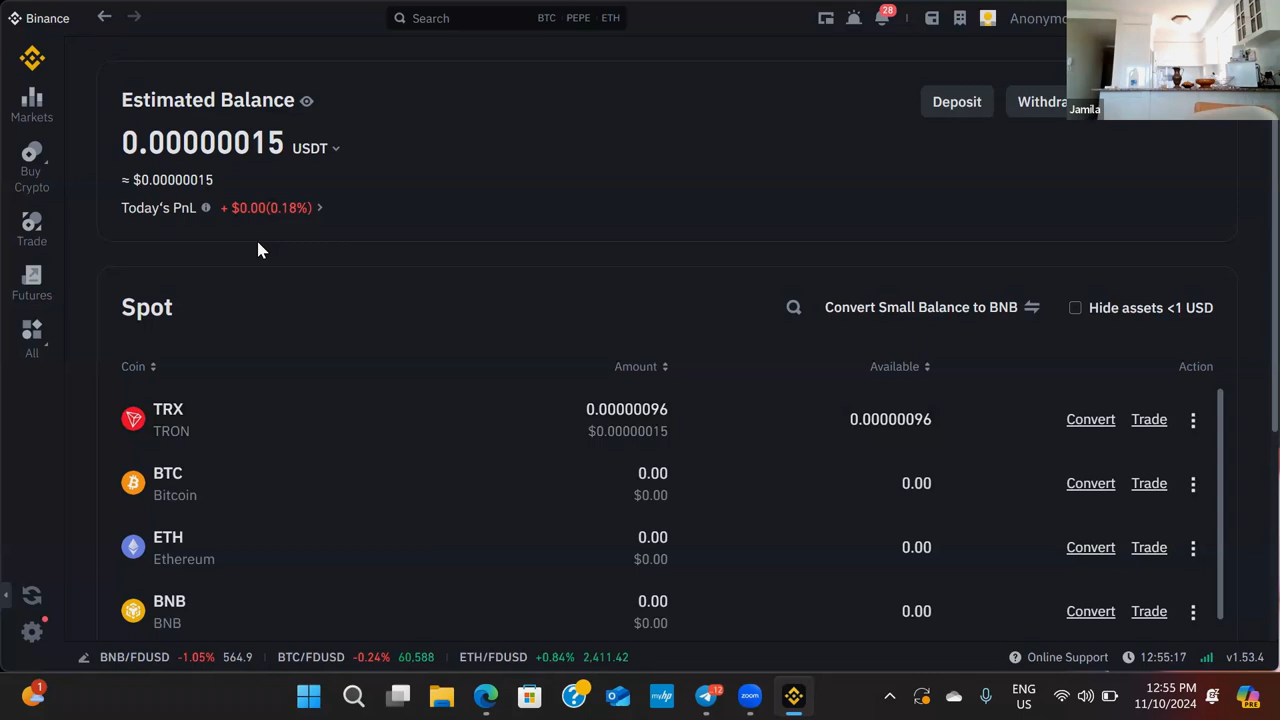 Binance
Search BTC PEPE ETH
28
Anonymo
Jamila
Markets
Buy
Crypto
Trade
Futures
All
Estimated Balance
Deposit
Withdra
0.00000015 USDT
≈ $0.00000015
Today's PnL + $0.00(0.18%) >
Spot
Convert Small Balance to BNB
Hide assets <1 USD
Coin Amount Available Action
TRX 0.00000096 0.00000096 Convert Trade
TRON $0.00000015
BTC 0.00 0.00 Convert Trade
Bitcoin $0.00
ETH 0.00 0.00 Convert Trade
Ethereum $0.00
BNB 0.00 0.00 Convert Trade
BNB $0.00
BNB/FDUSD -1.05% 564.9 BTC/FDUSD -0.24% 60,588 ETH/FDUSD +0.84% 2,411.42 Online Support 12:55:17 v1.53.4
1
myhp
12
zoom
ENG
US
12:55 PM
11/10/2024
PRE